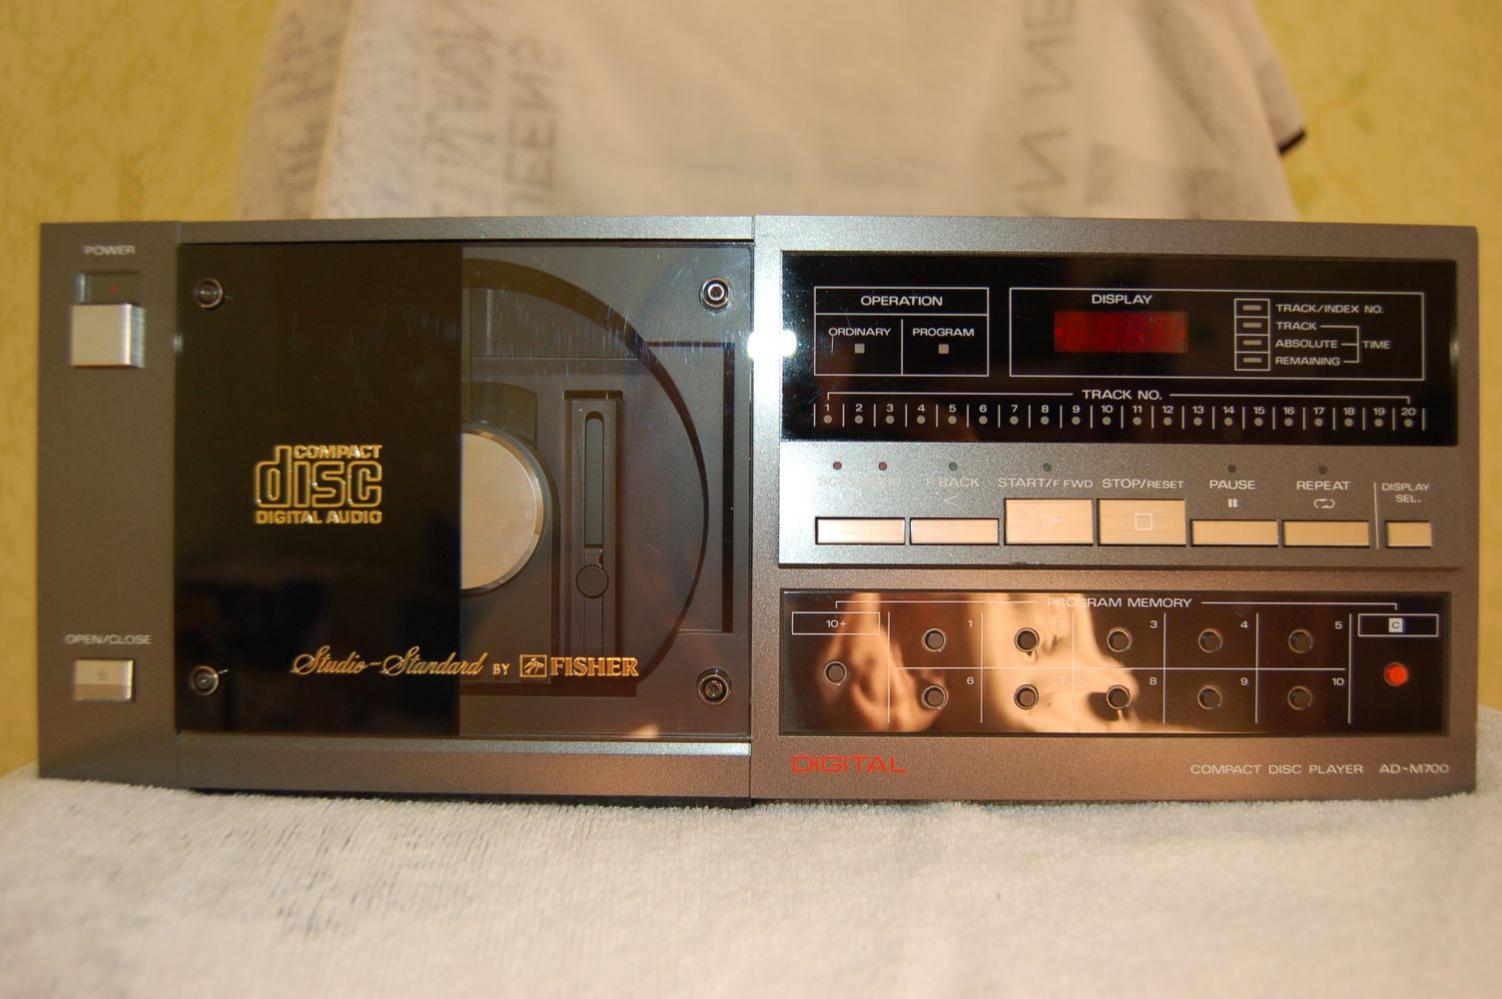 POWER
OPEN/CLOSE
COMPACT
disc
DIGITAL AUDIO
Studio-Standard BY FISHER
OPERATION
ORDINARY PROGRAM
DISPLAY
TRACK/INDEX NO.
TRACK
ABSOLUTE
REMAINING
TIME
TRACK NO.
1 2 3 4 5 6 7 8 9 10 11 12 13 14 15 16 17 18 19 20
F BACK START/F FWD STOP/RESET PAUSE REPEAT DISPLAY SEL.
PROGRAM MEMORY
10+ 1 2 3 4 5 C
6 7 8 9 10
DIGITAL
COMPACT DISC PLAYER AD-M700